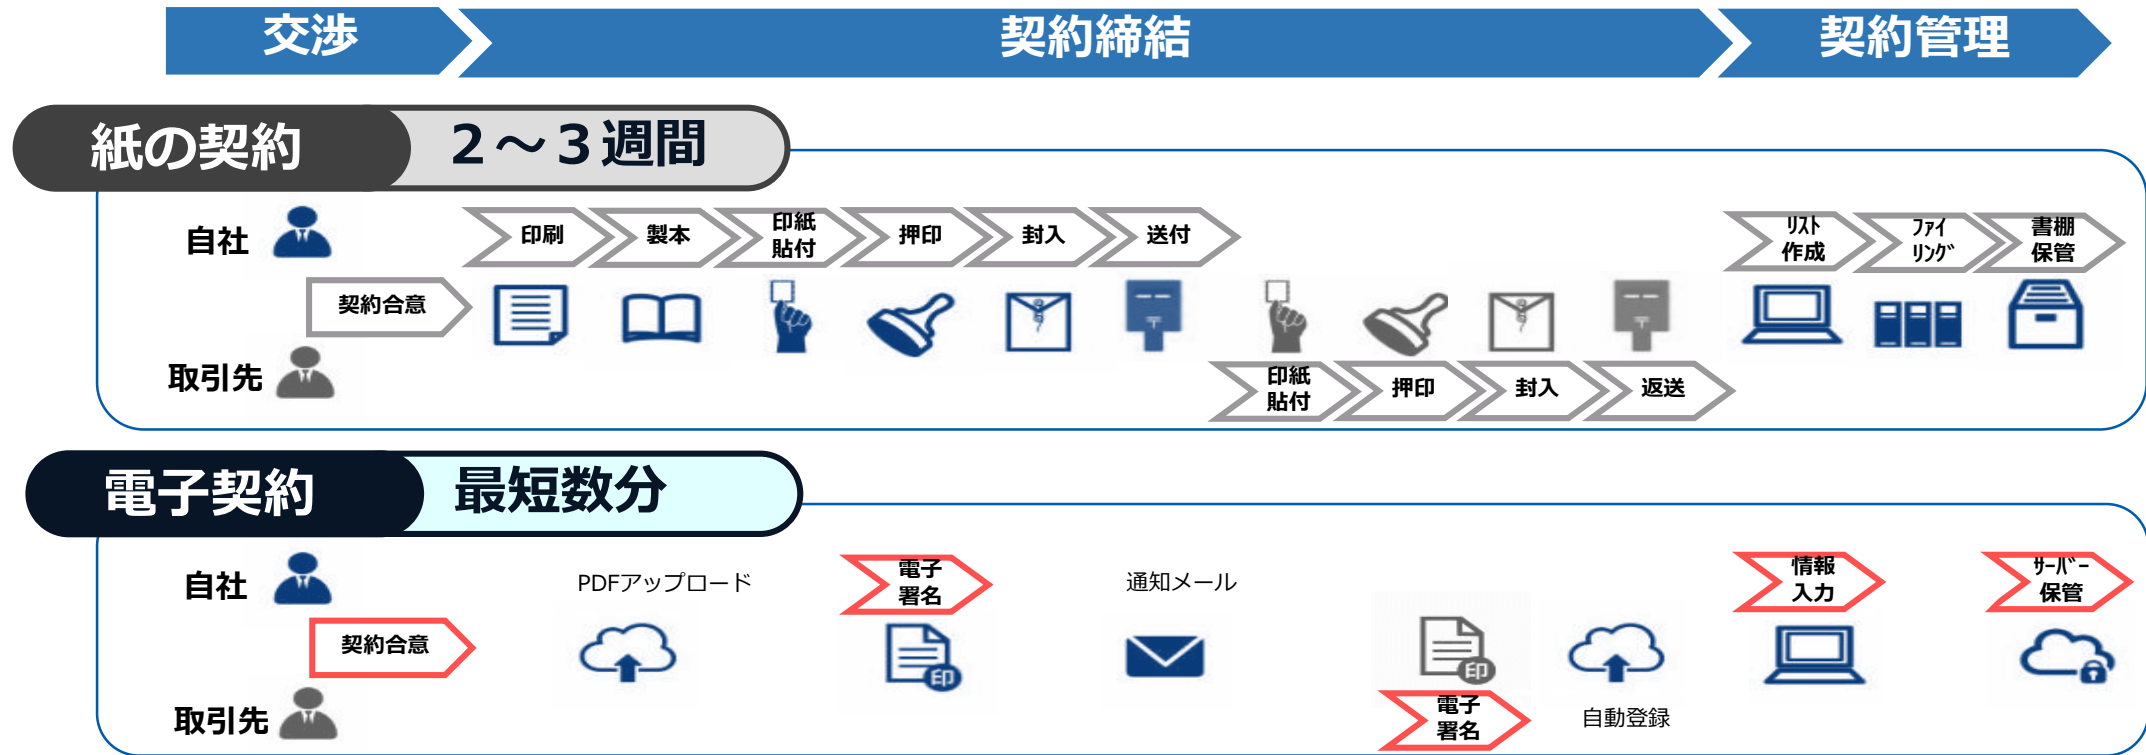 交渉
契約締結
契約管理
紙の契約
２～３週間
自社
印刷
製本
印紙
貼付
押印
封入
送付
ﾘｽﾄ
作成
ﾌｧｲ
ﾘﾝｸﾞ
書棚
保管
契約合意
〒
取引先
印紙
貼付
押印
封入
返送
〒
電子契約
最短数分
自社
PDFアップロード
電子
署名
通知メール
情報
入力
ｻｰﾊﾞｰ
保管
契約合意
印
印
取引先
電子
署名
自動登録